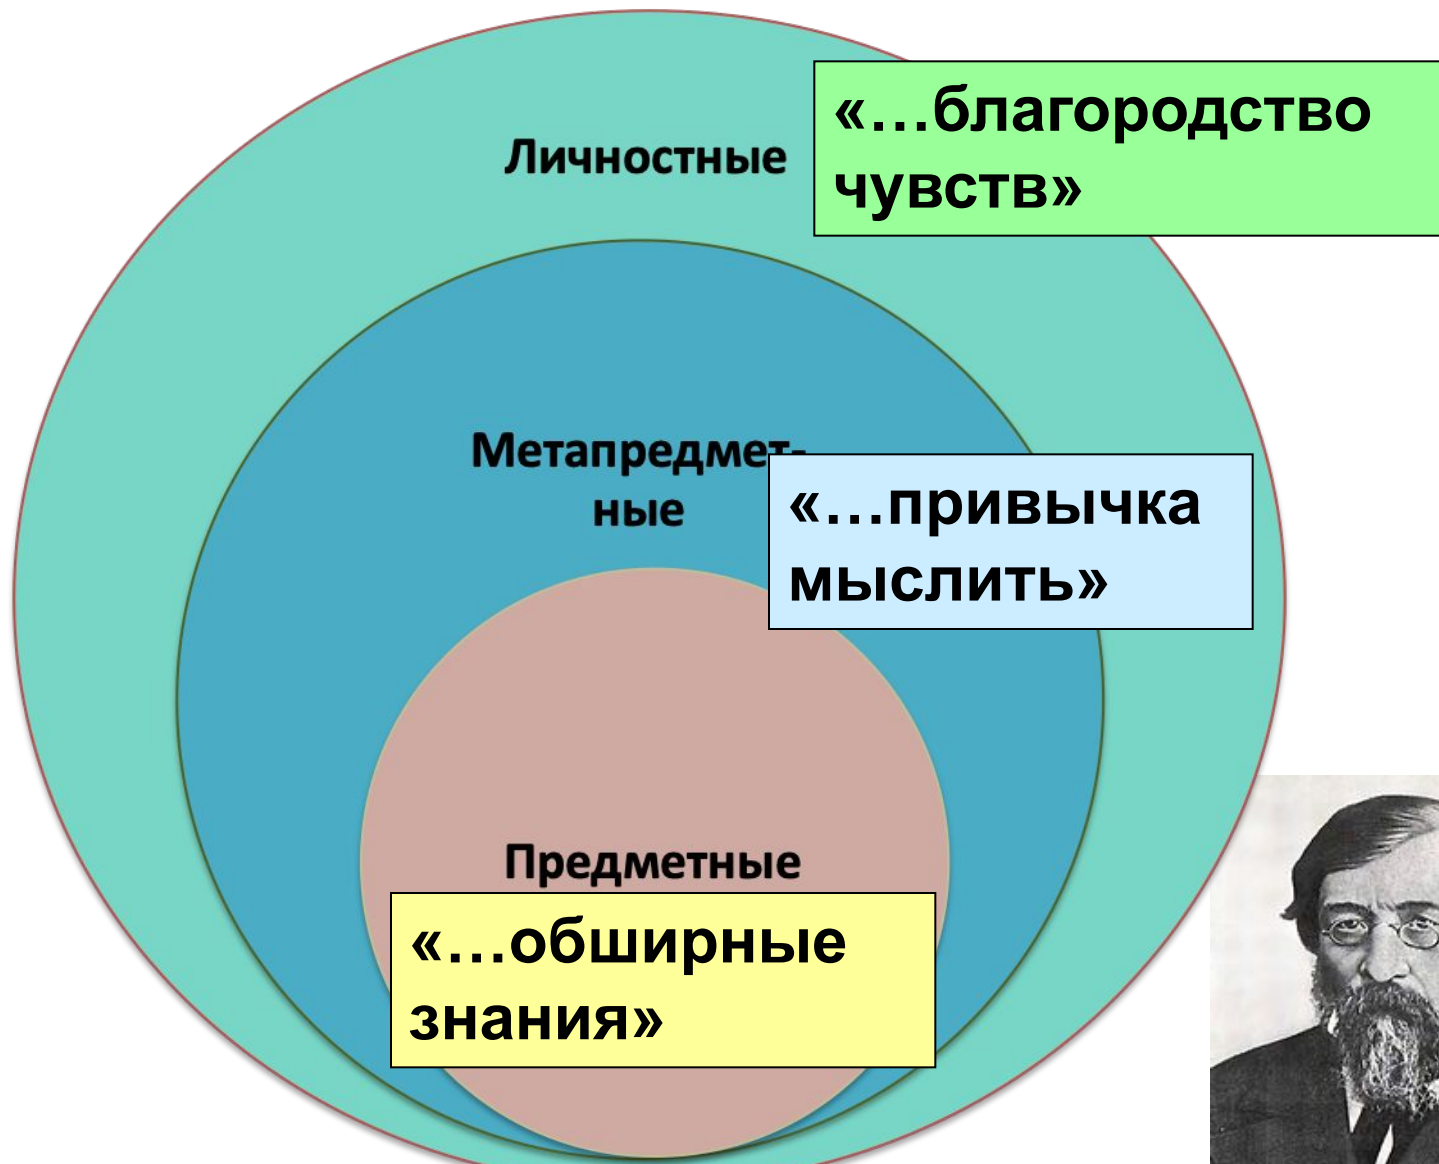 Личностные
«…благородство
чувств»
Метапредмет-
ные
«…привычка
мыслить»
Предметные
«…обширные
знания»